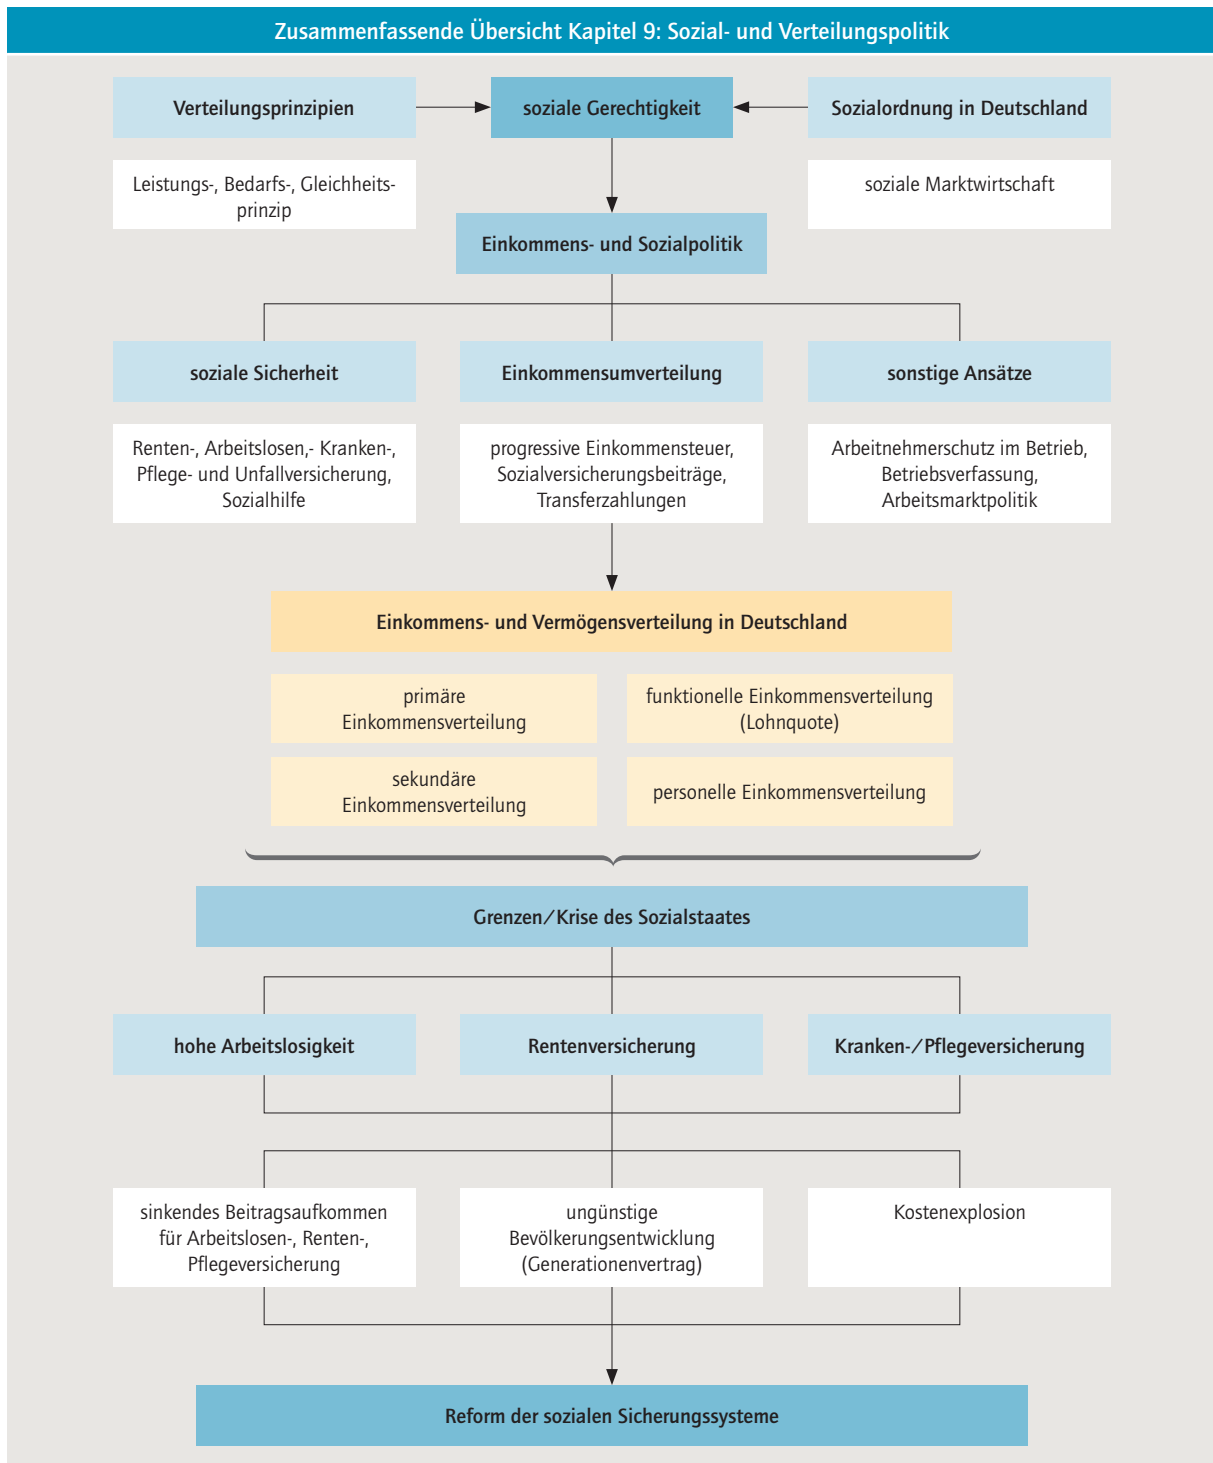 Zusammenfassende Übersicht Kapitel 9: Sozial- und Verteilungspolitik
Verteilungsprinzipien
soziale Gerechtigkeit
Sozialordnung in Deutschland
Leistungs-, Bedarfs-, Gleichheits-
prinzip
soziale Marktwirtschaft
Einkommens- und Sozialpolitik
soziale Sicherheit
Einkommensumverteilung
sonstige Ansätze
Renten-, Arbeitslosen,- Kranken-,
Pflege- und Unfallversicherung,
Sozialhilfe
progressive Einkommensteuer,
Sozialversicherungsbeiträge,
Transferzahlungen
Arbeitnehmerschutz im Betrieb,
Betriebsverfassung,
Arbeitsmarktpolitik
Einkommens- und Vermögensverteilung in Deutschland
primäre
Einkommensverteilung
funktionelle Einkommensverteilung
(Lohnquote)
sekundäre
Einkommensverteilung
personelle Einkommensverteilung
Grenzen/Krise des Sozialstaates
hohe Arbeitslosigkeit
Rentenversicherung
Kranken-/Pflegeversicherung
sinkendes Beitragsaufkommen
für Arbeitslosen-, Renten-,
Pflegeversicherung
ungünstige
Bevölkerungsentwicklung
(Generationenvertrag)
Kostenexplosion
Reform der sozialen Sicherungssysteme